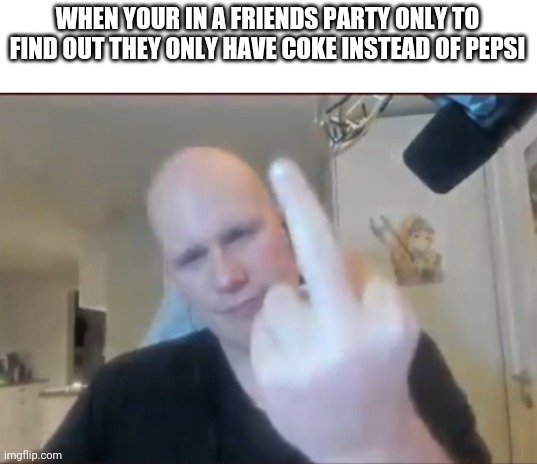 WHEN YOUR IN A FRIENDS PARTY ONLY TO
FIND OUT THEY ONLY HAVE COKE INSTEAD OF PEPSI
imgflip.com